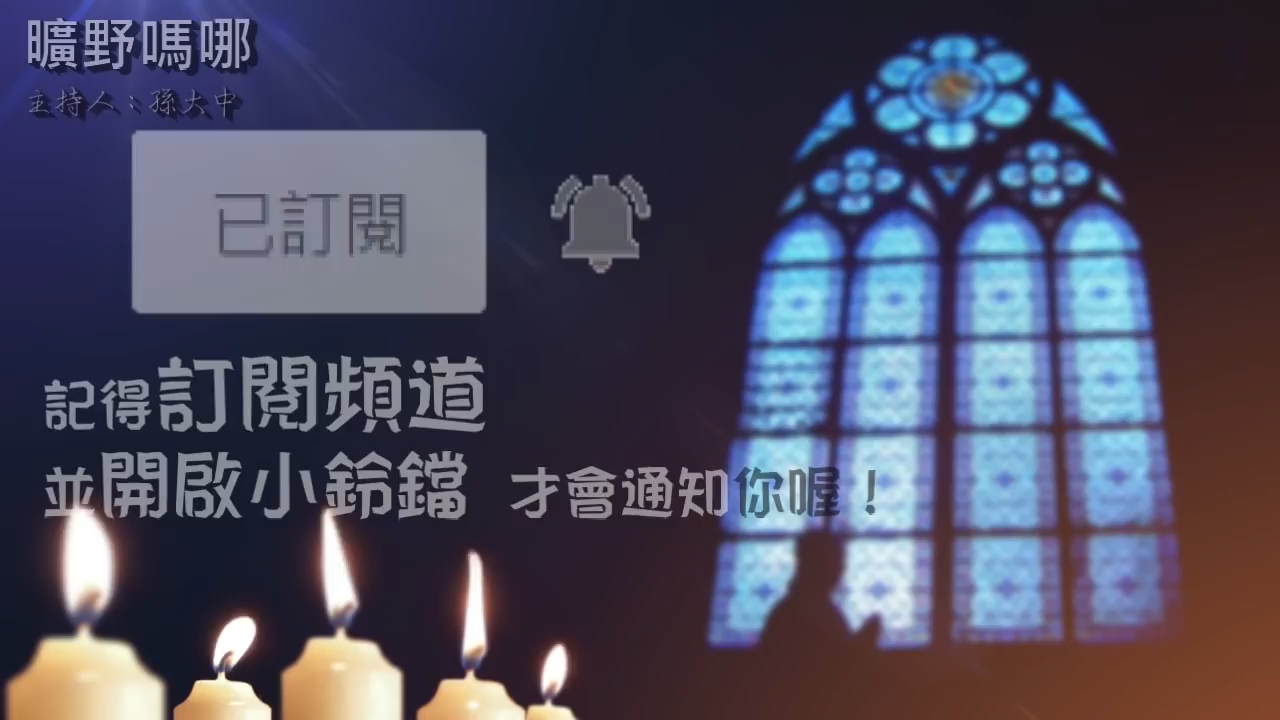 曠野嗎哪
主持人：孫大中
已訂閱
記得訂閱頻道
並開啟小鈴鐺 才會通知你喔！